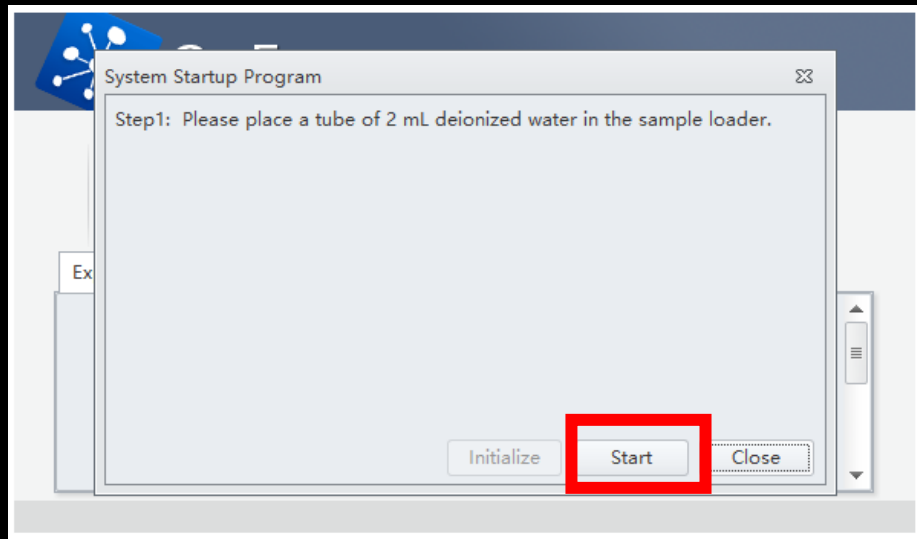 System Startup Program
Step1: Please place a tube of 2 mL deionized water in the sample loader.
Ex
Initialize
Start
Close